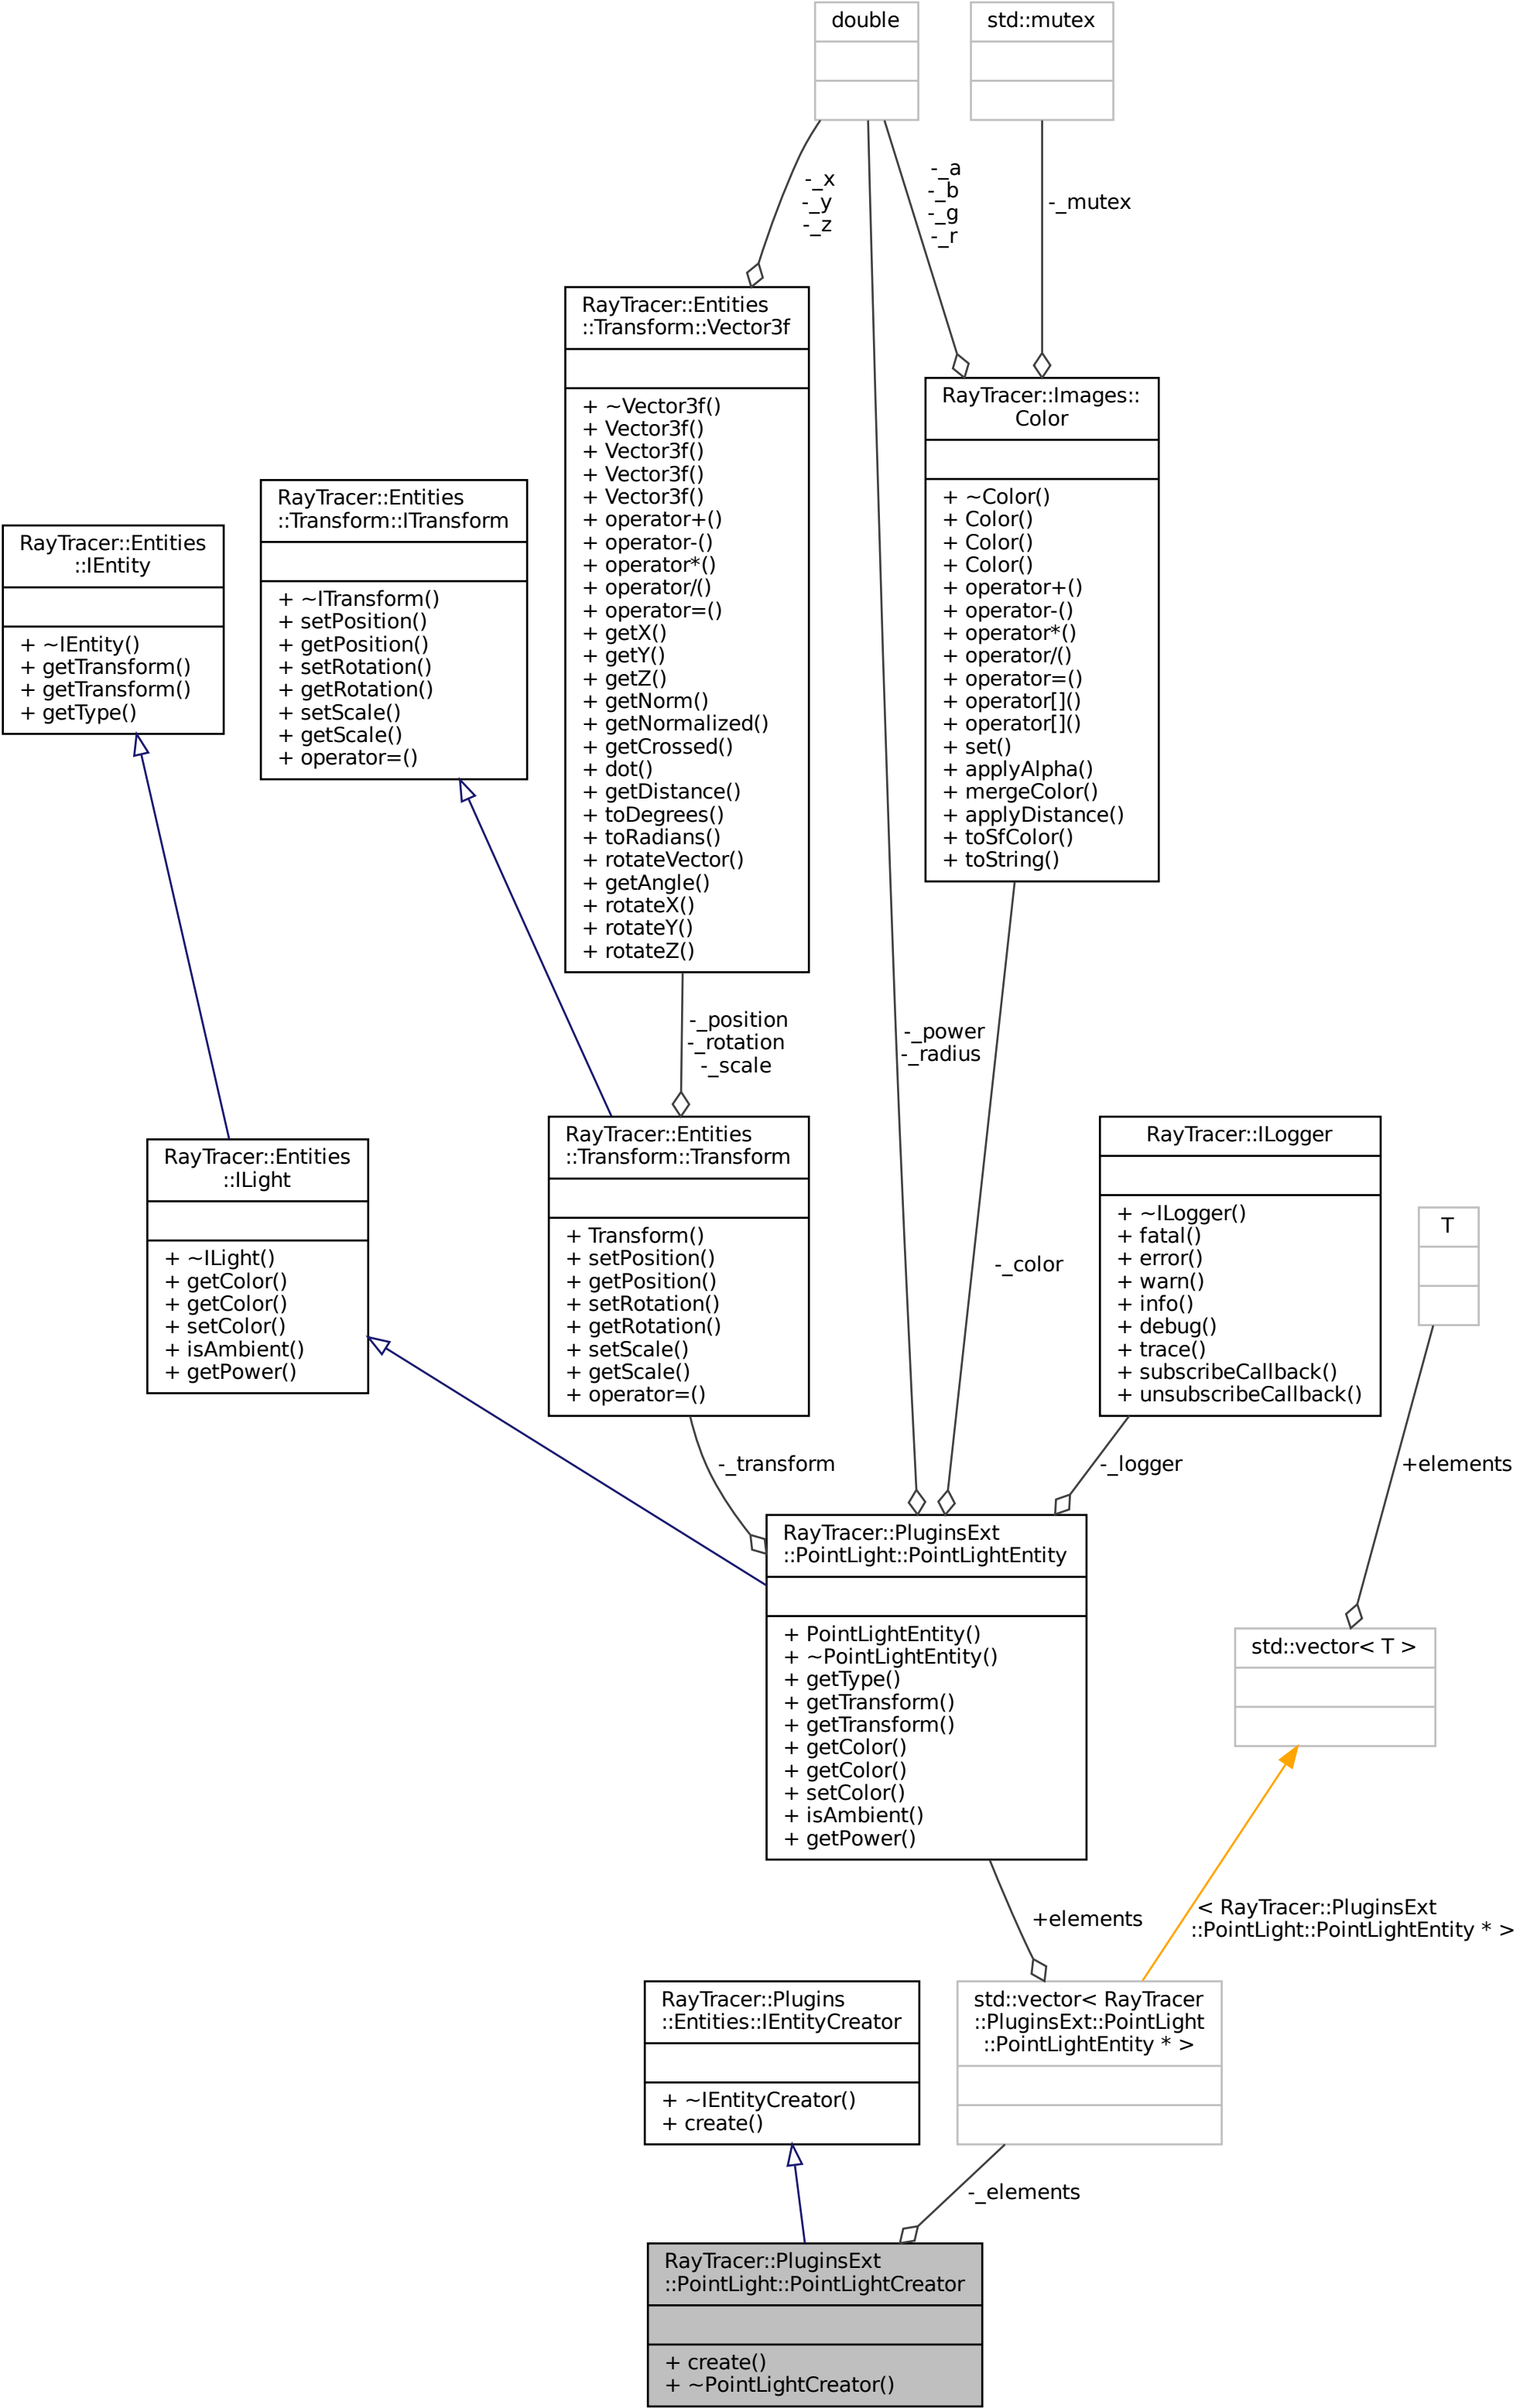 double
std::mutex
-_x
-_y
-_z
-_a
-_b
-_g
-_r
-_mutex
RayTracer::Entities
::Transform::Vector3f
+ ~Vector3f()
+ Vector3f()
+ Vector3f()
+ Vector3f()
+ Vector3f()
+ operator+()
+ operator-()
+ operator*()
+ operator/()
+ operator=()
+ getX()
+ getY()
+ getZ()
+ getNorm()
+ getNormalized()
+ getCrossed()
+ dot()
+ getDistance()
+ toDegrees()
+ toRadians()
+ rotateVector()
+ getAngle()
+ rotateX()
+ rotateY()
+ rotateZ()
RayTracer::Images::
Color
+ ~Color()
+ Color()
+ Color()
+ Color()
+ operator+()
+ operator-()
+ operator*()
+ operator/()
+ operator=()
+ operator[]()
+ operator[]()
+ set()
+ applyAlpha()
+ mergeColor()
+ applyDistance()
+ toSfColor()
+ toString()
RayTracer::Entities
::Transform::ITransform
+ ~ITransform()
+ setPosition()
+ getPosition()
+ setRotation()
+ getRotation()
+ setScale()
+ getScale()
+ operator=()
RayTracer::Entities
::IEntity
+ ~IEntity()
+ getTransform()
+ getTransform()
+ getType()
-_position
-_rotation
-_scale
-_power
-_radius
RayTracer::Entities
::ILight
+ ~ILight()
+ getColor()
+ getColor()
+ setColor()
+ isAmbient()
+ getPower()
RayTracer::Entities
::Transform::Transform
+ Transform()
+ setPosition()
+ getPosition()
+ setRotation()
+ getRotation()
+ setScale()
+ getScale()
+ operator=()
-_color
RayTracer::ILogger
+ ~ILogger()
+ fatal()
+ error()
+ warn()
+ info()
+ debug()
+ trace()
+ subscribeCallback()
+ unsubscribeCallback()
T
-_transform
-_logger
+elements
RayTracer::PluginsExt
::PointLight::PointLightEntity
+ PointLightEntity()
+ ~PointLightEntity()
+ getType()
+ getTransform()
+ getTransform()
+ getColor()
+ getColor()
+ setColor()
+ isAmbient()
+ getPower()
std::vector< T >
+elements
< RayTracer::PluginsExt
::PointLight::PointLightEntity * >
RayTracer::Plugins
::Entities::IEntityCreator
+ ~IEntityCreator()
+ create()
std::vector< RayTracer
::PluginsExt::PointLight
::PointLightEntity * >
-_elements
RayTracer::PluginsExt
::PointLight::PointLightCreator
+ create()
+ ~PointLightCreator()